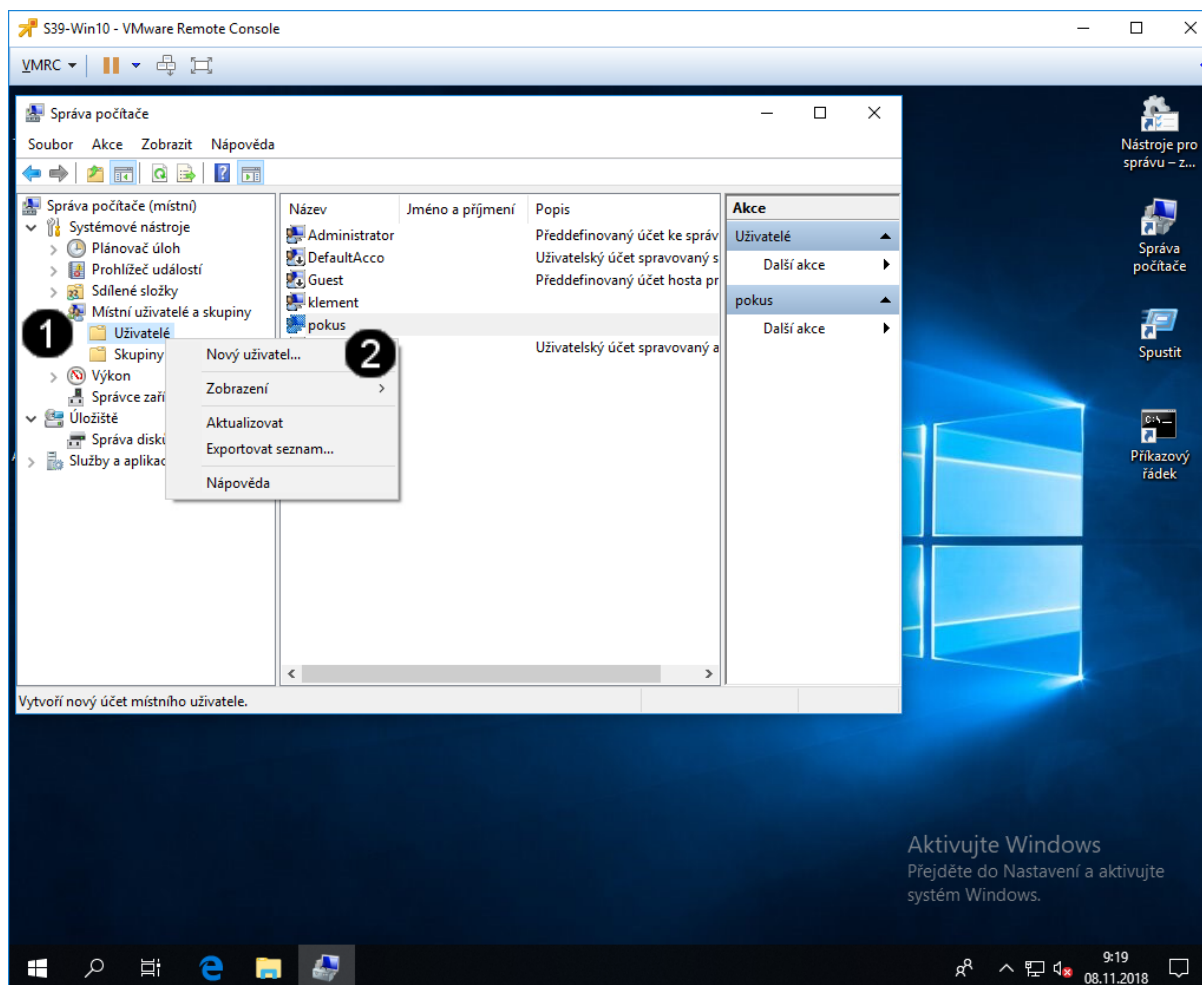 S39-Win10 - VMware Remote Console
VMRC
Správa počítače
Soubor Akce Zobrazit Nápověda
Správa počítače (místní)
Systémové nástroje
Plánovač úloh
Prohlížeč událostí
Sdílené složky
Místní uživatelé a skupiny
1
Uživatelé
Skupiny
Výkon
Správce zaří
Úložiště
Správa disků
Služby a aplikac
Název Jméno a příjmení Popis
Administrator Předdefinovaný účet ke správ
DefaultAcco Uživatelský účet spravovaný s
Guest Předdefinovaný účet hosta pr
klement
pokus
Uživatelský účet spravovaný a
Nový uživatel...
2
Zobrazení
Aktualizovat
Exportovat seznam...
Nápověda
Akce
Uživatelé
Další akce
pokus
Další akce
Vytvoří nový účet místního uživatele.
Nástroje pro
správu – z...
Správa
počítače
Spustit
C:\
Příkazový
řádek
Aktivujte Windows
Přejděte do Nastavení a aktivujte
systém Windows.
9:19
08.11.2018